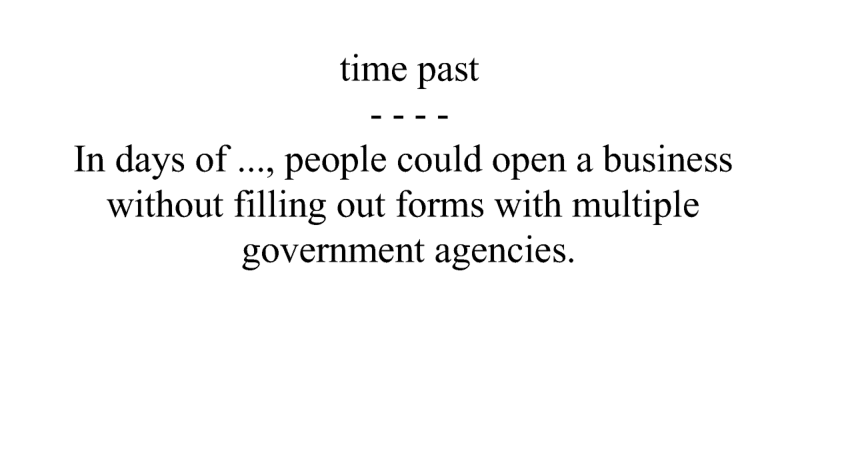 time past
- - - -
In days of ..., people could open a business
without filling out forms with multiple
government agencies.